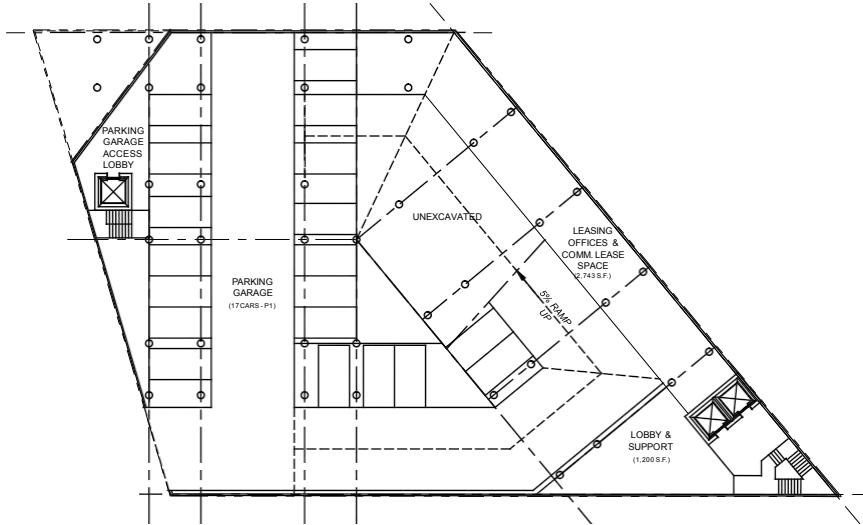 PARKING
GARAGE
ACCESS
LOBBY
UNEXCAVATED
LEASING
OFFICES &
COMM. LEASE
SPACE
(2,743 S.F.)
PARKING
GARAGE
(17 CARS - P1)
5% RAMP
UP
LOBBY &
SUPPORT
(1,200 S.F.)